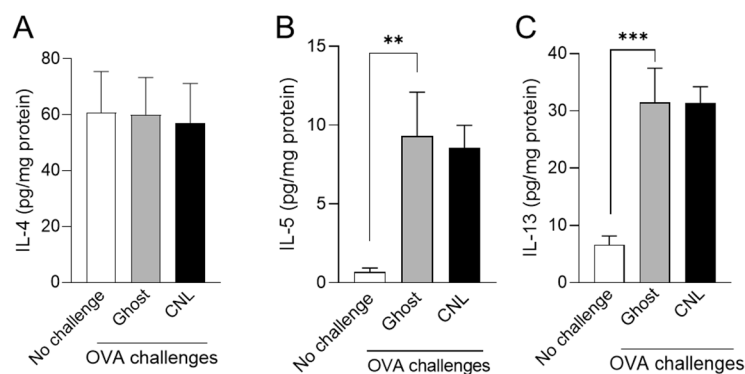 A
IL-4 (pg/mg protein)
80
60
40
20
0
No challenge
Ghost
CNL
OVA challenges
B
IL-5 (pg/mg protein)
15
10
5
0
**
No challenge
Ghost
CNL
OVA challenges
C
IL-13 (pg/mg protein)
40
30
20
10
0
***
No challenge
Ghost
CNL
OVA challenges